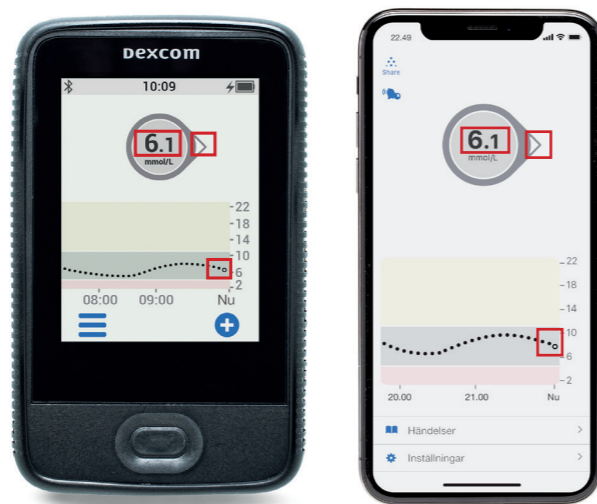 Dexcom
10:09
6.1
mmol/L
22
18
14
10
6
2
08:00 09:00 Nu
22.49
Share
6.1
mmol/L
22
18
14
10
6
2
20.00 21.00 Nu
Händelser
Inställningar